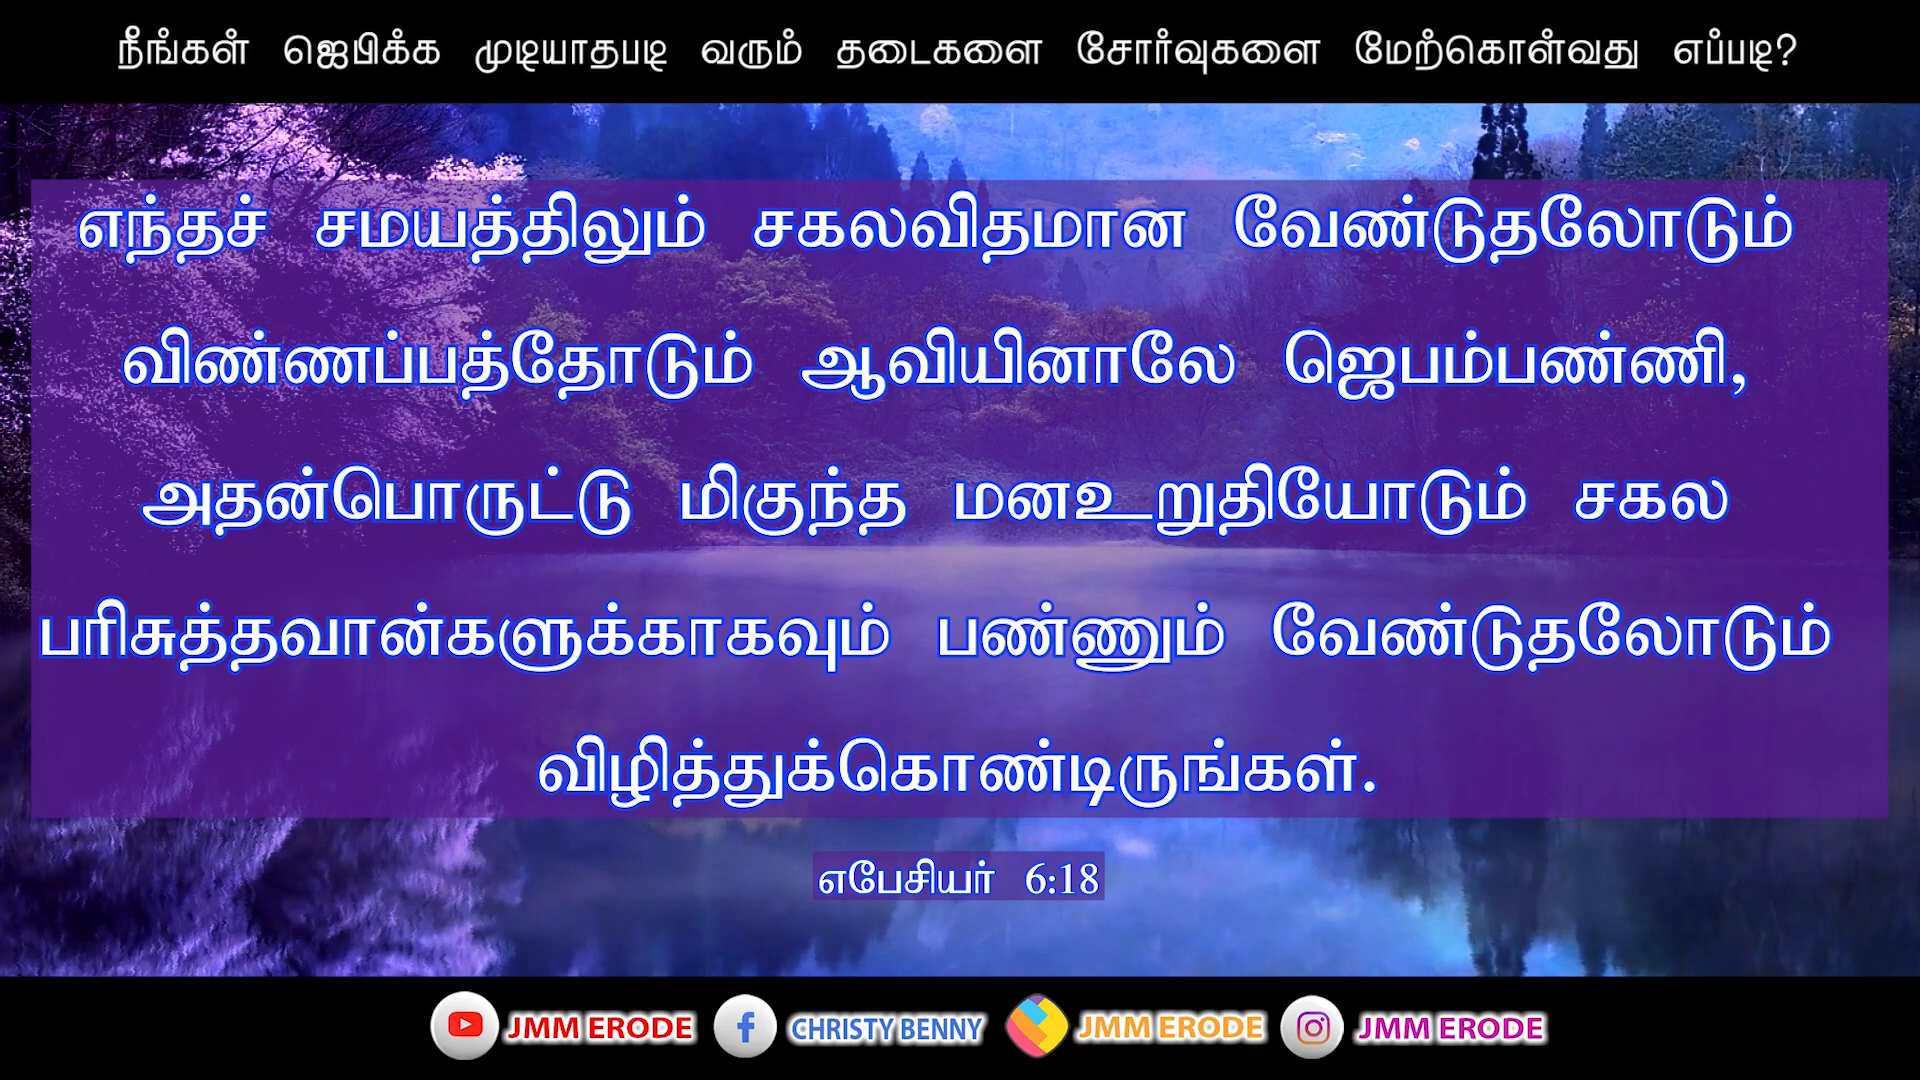 நீங்கள் ஜெபிக்க முடியாதபடி வரும் தடைகளை சோர்வுகளை மேற்கொள்வது எப்படி?
எந்தச் சமயத்திலும் சகலவிதமான வேண்டுதலோடும்
விண்ணப்பத்தோடும் ஆவியினாலே ஜெபம்பண்ணி,
அதன்பொருட்டு மிகுந்த மனஉறுதியோடும் சகல
பரிசுத்தவான்களுக்காகவும் பண்ணும் வேண்டுதலோடும்
விழித்துக்கொண்டிருங்கள்.
எபேசியர் 6:18
JMM ERODE CHRISTY BENNY JMM ERODE JMM ERODE